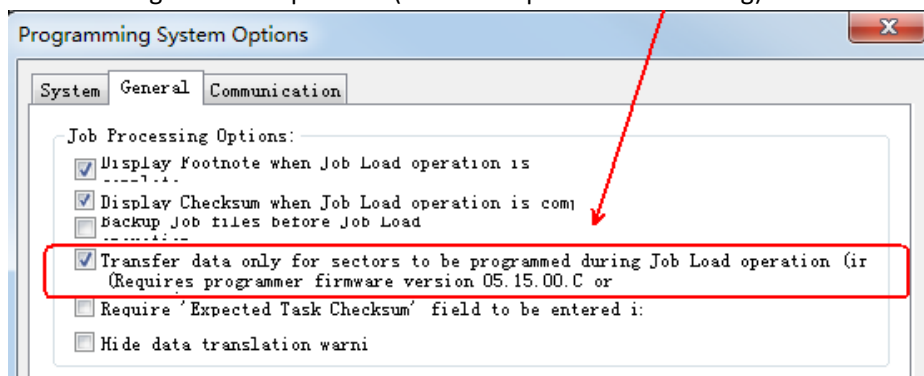 Programming System Options
System General Communication
Job Processing Options:
Display Footnote when Job Load operation is
Display Checksum when Job Load operation is com
Backup Job files before Job Load
Transfer data only for sectors to be programmed during Job Load operation (ir
(Requires programmer firmware version 05.15.00.C or
Require 'Expected Task Checksum' field to be entered i:
Hide data translation warni